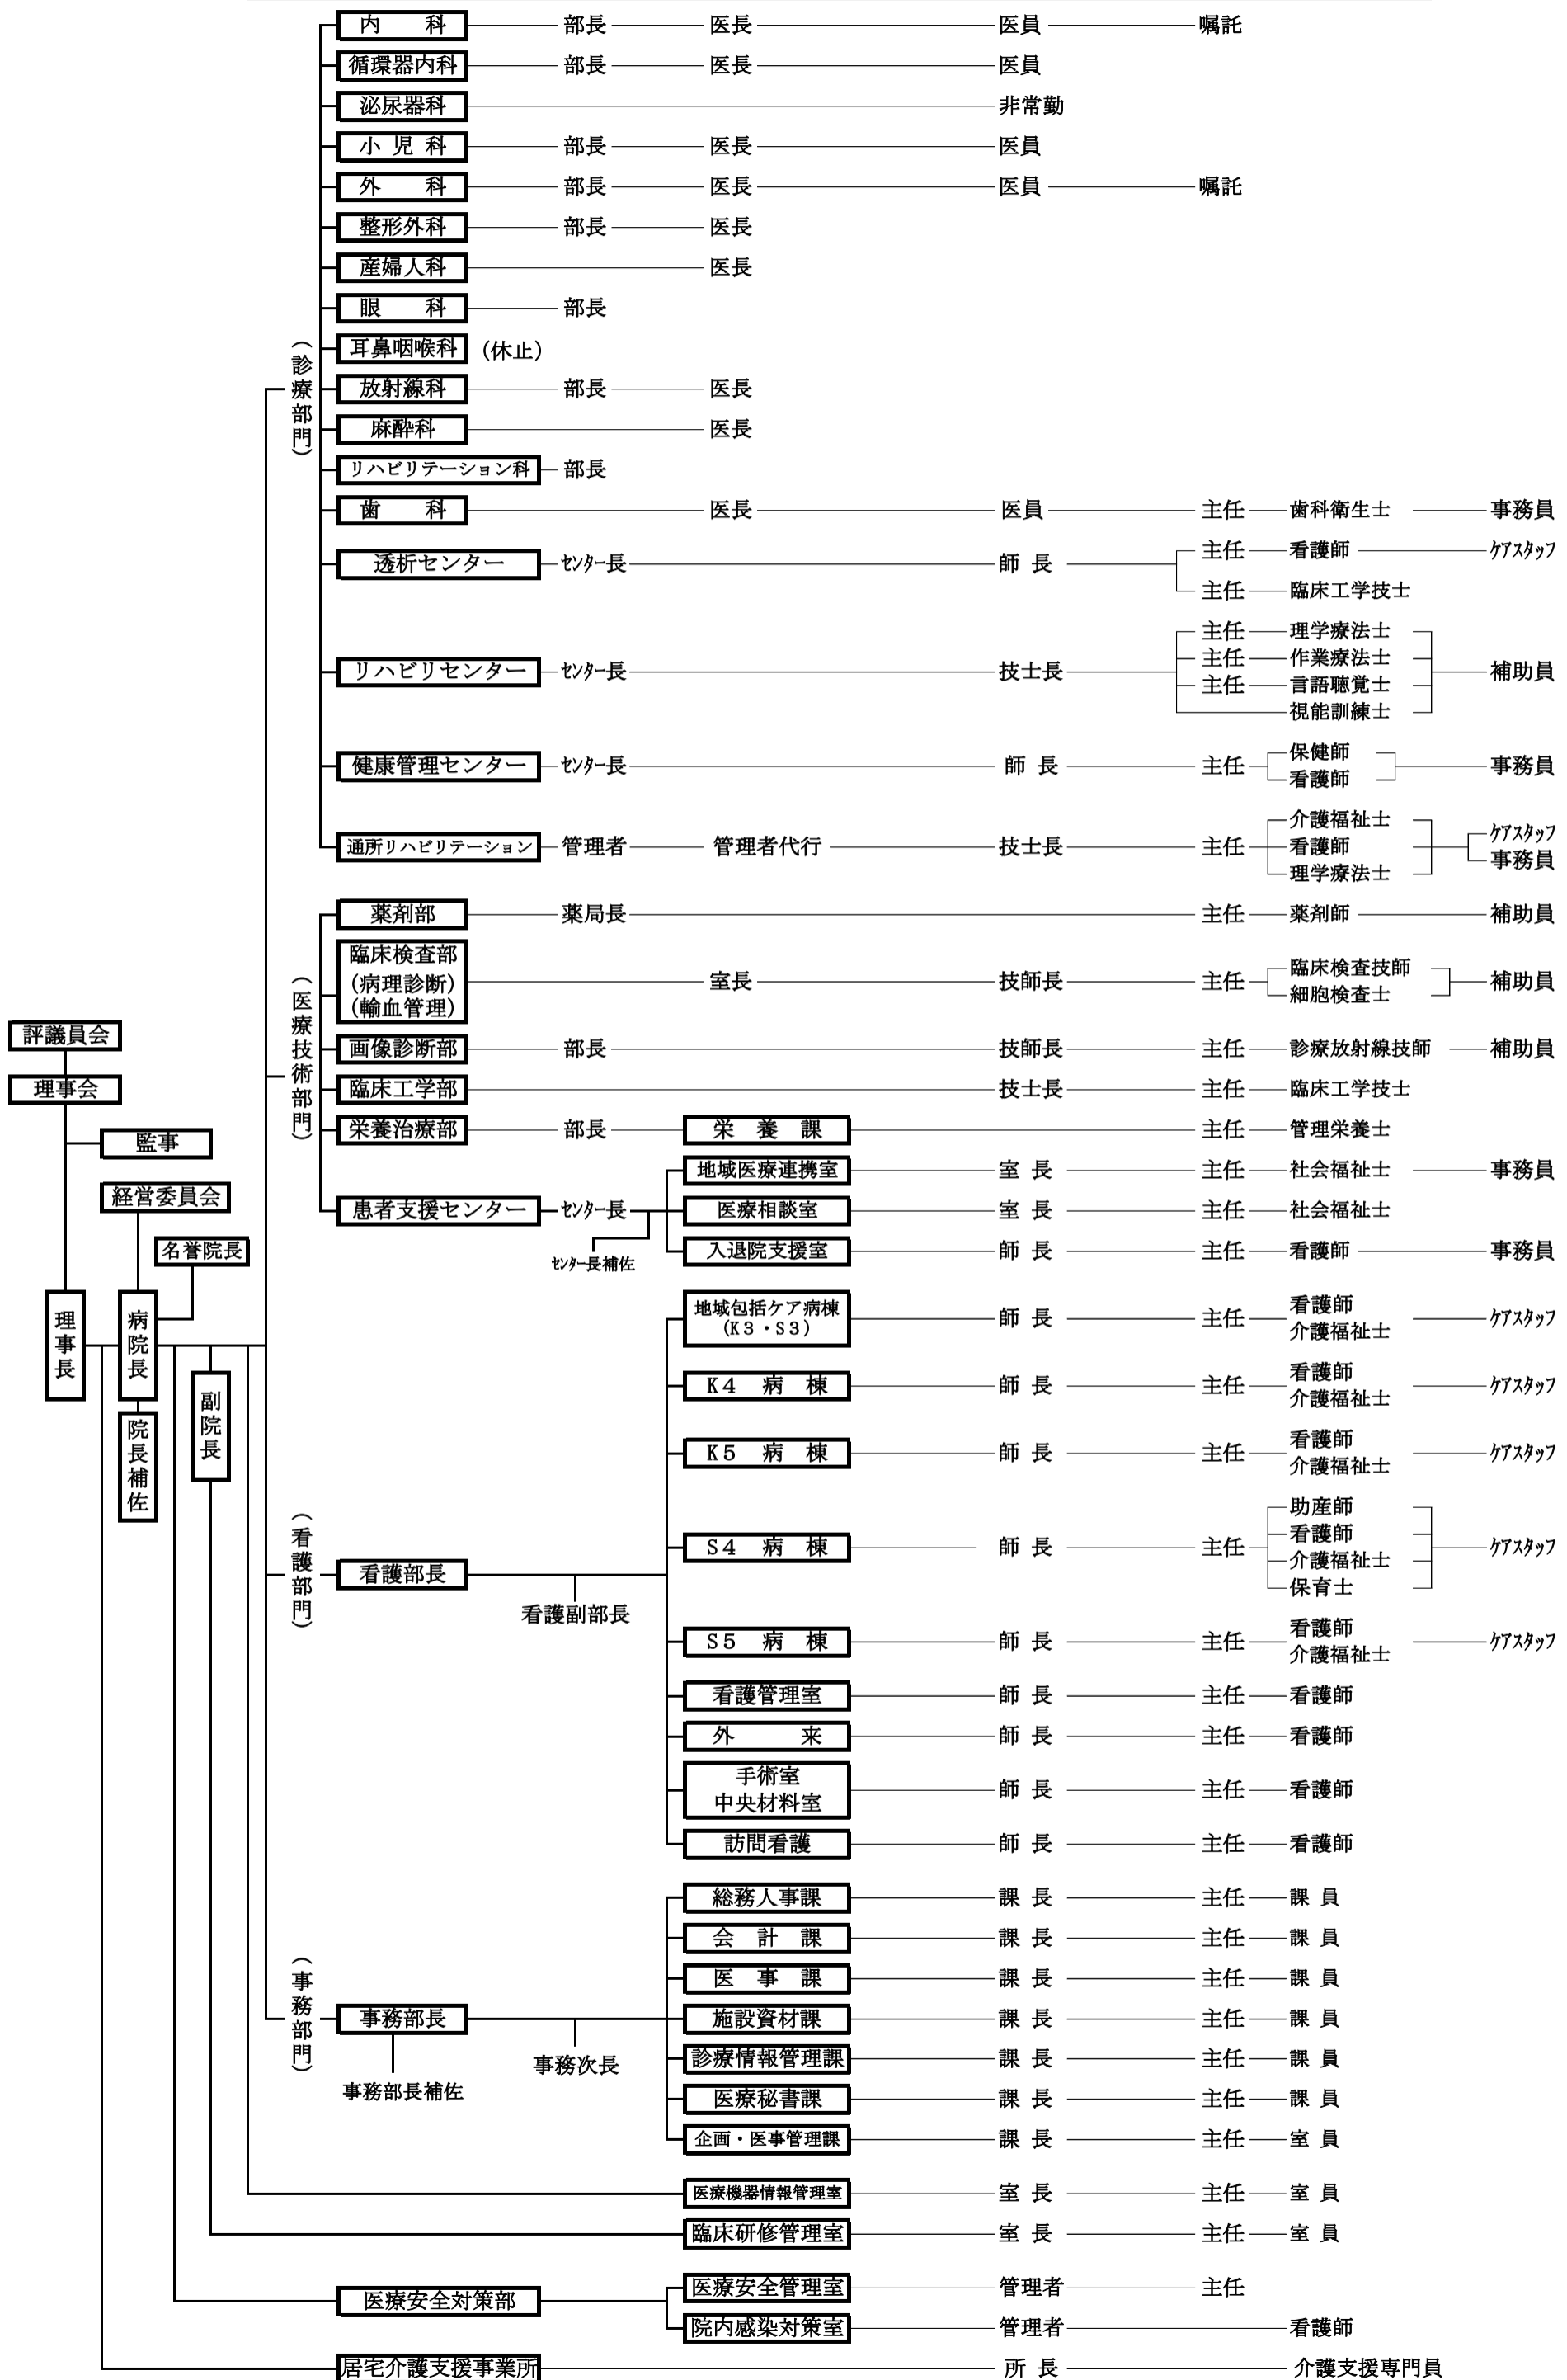 内　科 部長 医長 医員 嘱託
循環器内科 部長 医長 医員
泌尿器科 非常勤
小児科 部長 医長 医員
外　科 部長 医長 医員 嘱託
整形外科 部長 医長
産婦人科 医長
眼　科 部長
耳鼻咽喉科 (休止)
放射線科 部長 医長
麻酔科 医長
リハビリテーション科 部長
歯　科 医長 医員 主任 歯科衛生士 事務員
透析センター ｾﾝﾀｰ長 師長 主任 看護師 ｹｱｽﾀｯﾌ
主任 臨床工学技士
リハビリセンター ｾﾝﾀｰ長 技士長 主任 理学療法士 補助員
主任 作業療法士
主任 言語聴覚士
視能訓練士
健康管理センター ｾﾝﾀｰ長 師長 主任 保健師 事務員
看護師
通所リハビリテーション 管理者 管理者代行 技士長 主任 介護福祉士 ｹｱｽﾀｯﾌ
看護師 事務員
理学療法士
(診療部門)
薬剤部 薬局長 主任 薬剤師 補助員
臨床検査部 室長 技師長 主任 臨床検査技師 補助員
(病理診断) 細胞検査士
(輸血管理)
画像診断部 部長 技師長 主任 診療放射線技師 補助員
臨床工学部 技士長 主任 臨床工学技士
栄養治療部 部長 栄養課 主任 管理栄養士
地域医療連携室 室長 主任 社会福祉士 事務員
患者支援センター ｾﾝﾀｰ長 医療相談室 室長 主任 社会福祉士
ｾﾝﾀｰ長補佐 入退院支援室 師長 主任 看護師 事務員
(医療技術部門)
評議員会
理事会
監事
経営委員会
名誉院長
理事長
病院長
院長補佐
副院長
地域包括ケア病棟 師長 主任 看護師 ｹｱｽﾀｯﾌ
(K3・S3) 介護福祉士
K4 病棟 師長 主任 看護師 ｹｱｽﾀｯﾌ
介護福祉士
K5 病棟 師長 主任 看護師 ｹｱｽﾀｯﾌ
介護福祉士
S4 病棟 師長 主任 助産師 ｹｱｽﾀｯﾌ
看護師
介護福祉士
保育士
(看護部門)
看護部長
看護副部長
S5 病棟 師長 主任 看護師 ｹｱｽﾀｯﾌ
介護福祉士
看護管理室 師長 主任 看護師
外　来 師長 主任 看護師
手術室 師長 主任 看護師
中央材料室
訪問看護 師長 主任 看護師
総務人事課 課長 主任 課員
会計課 課長 主任 課員
医事課 課長 主任 課員
(事務部門)
事務部長 施設資材課 課長 主任 課員
事務部長補佐 事務次長
診療情報管理課 課長 主任 課員
医療秘書課 課長 主任 課員
企画・医事管理課 課長 主任 室員
医療機器情報管理室 室長 主任 室員
臨床研修管理室 室長 主任 室員
医療安全対策部 医療安全管理室 管理者 主任
院内感染対策室 管理者 看護師
居宅介護支援事業所 所長 介護支援専門員